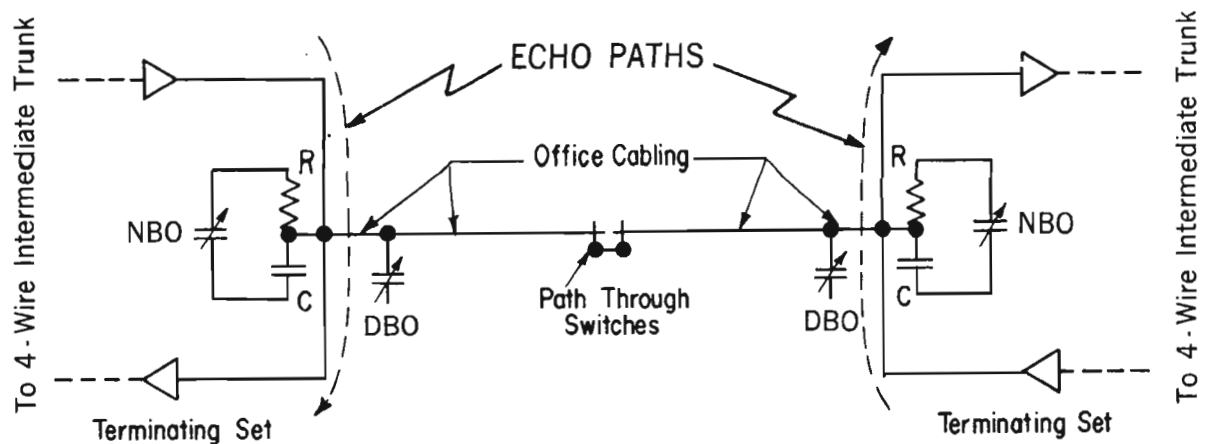 To 4-Wire Intermediate Trunk
ECHO PATHS
To 4-Wire Intermediate Trunk
R
Office Cabling
R
NBO
NBO
C
DBO
Path Through
Switches
DBO
C
Terminating Set
Terminating Set